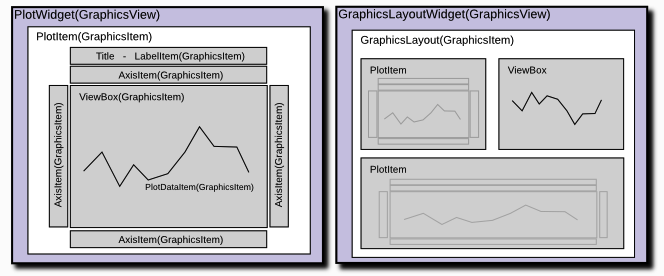 PlotWidget(GraphicsView)
PlotItem(GraphicsItem)
Title - LabelItem(GraphicsItem)
AxisItem(GraphicsItem)
AxisItem(GraphicsItem)
ViewBox(GraphicsItem)
PlotDataItem(GraphicsItem)
AxisItem(GraphicsItem)
AxisItem(GraphicsItem)
GraphicsLayoutWidget(GraphicsView)
GraphicsLayout(GraphicsItem)
PlotItem
ViewBox
PlotItem